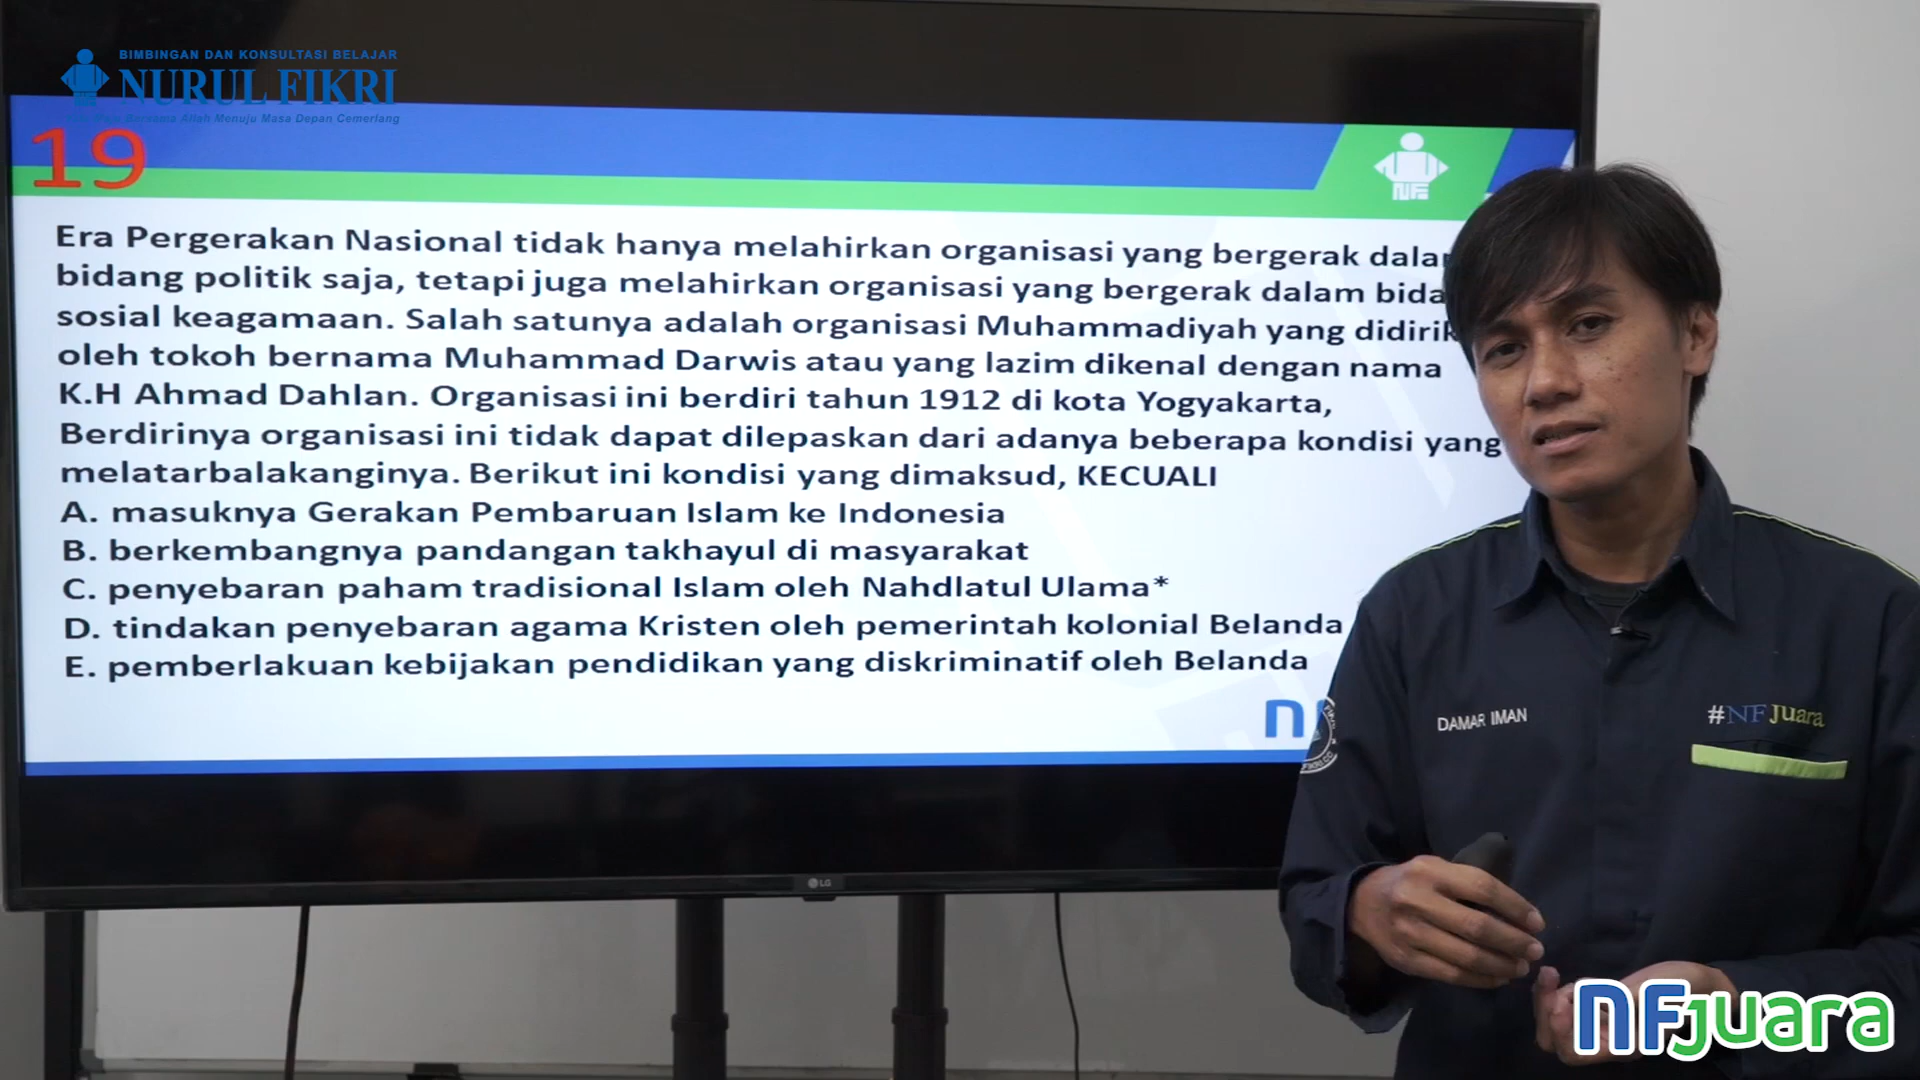 BIMBINGAN DAN KONSULTASI BELAJAR
NURUL FIKRI
Bersama Allah Menuju Masa Depan Cemerlang
19
NF
Era Pergerakan Nasional tidak hanya melahirkan organisasi yang bergerak dalam
bidang politik saja, tetapi juga melahirkan organisasi yang bergerak dalam bida
sosial keagamaan. Salah satunya adalah organisasi Muhammadiyah yang didirik
oleh tokoh bernama Muhammad Darwis atau yang lazim dikenal dengan nama
K.H Ahmad Dahlan. Organisasi ini berdiri tahun 1912 di kota Yogyakarta,
Berdirinya organisasi ini tidak dapat dilepaskan dari adanya beberapa kondisi yang
melatarbalakanginya. Berikut ini kondisi yang dimaksud, KECUALI
A. masuknya Gerakan Pembaruan Islam ke Indonesia
B. berkembangnya pandangan takhayul di masyarakat
C. penyebaran paham tradisional Islam oleh Nahdlatul Ulama*
D. tindakan penyebaran agama Kristen oleh pemerintah kolonial Belanda
E. pemberlakuan kebijakan pendidikan yang diskriminatif oleh Belanda
n
DAMAR IMAN
#NFJuara
LG
NFjuara